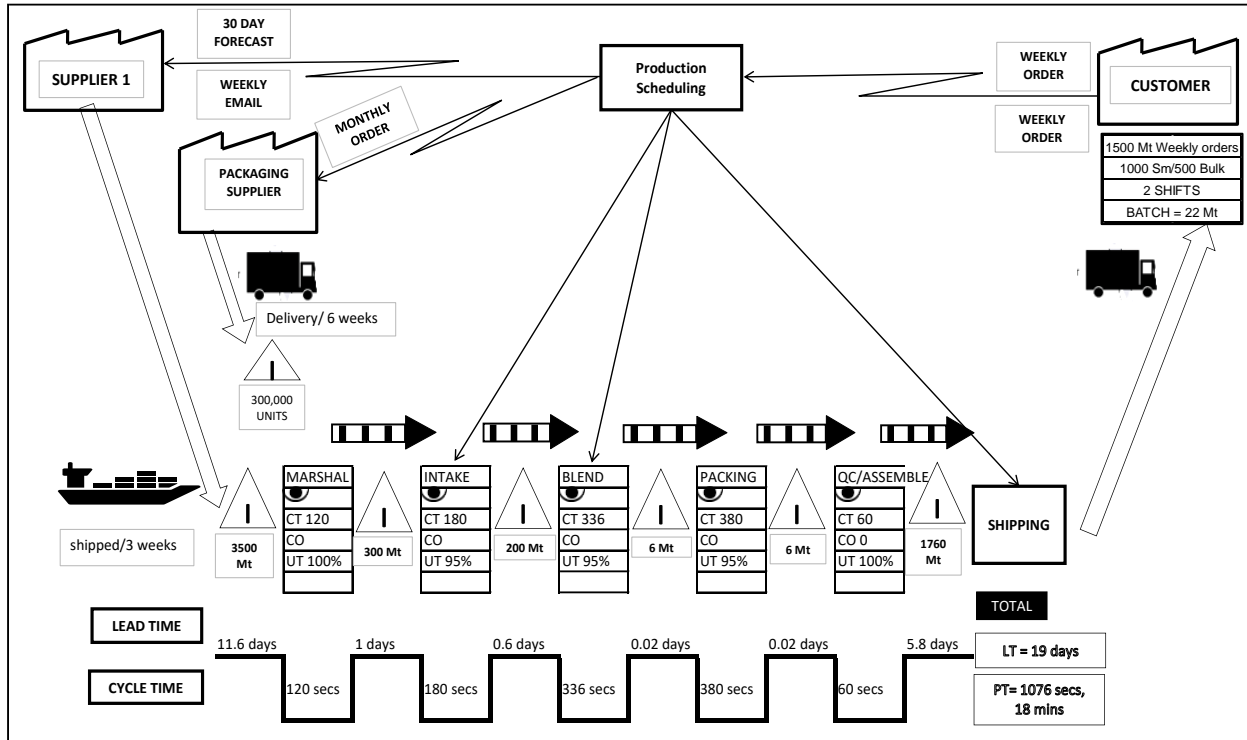 30 DAY
FORECAST
SUPPLIER 1
WEEKLY
EMAIL
Production
Scheduling
WEEKLY
ORDER
CUSTOMER
WEEKLY
ORDER
MONTHLY
ORDER
PACKAGING
SUPPLIER
1500 Mt Weekly orders
1000 Sm/500 Bulk
2 SHIFTS
BATCH = 22 Mt
Delivery/ 6 weeks
I
300,000
UNITS
shipped/3 weeks
I
3500
Mt
MARSHAL
CT 120
CO
UT 100%
I
300 Mt
INTAKE
CT 180
CO
UT 95%
I
200 Mt
BLEND
CT 336
CO
UT 95%
I
6 Mt
PACKING
CT 380
CO
UT 95%
I
6 Mt
QC/ASSEMBLE
CT 60
CO 0
UT 100%
I
1760
Mt
SHIPPING
TOTAL
LEAD TIME
11.6 days
1 days
0.6 days
0.02 days
0.02 days
5.8 days
LT = 19 days
CYCLE TIME
120 secs
180 secs
336 secs
380 secs
60 secs
PT= 1076 secs,
18 mins